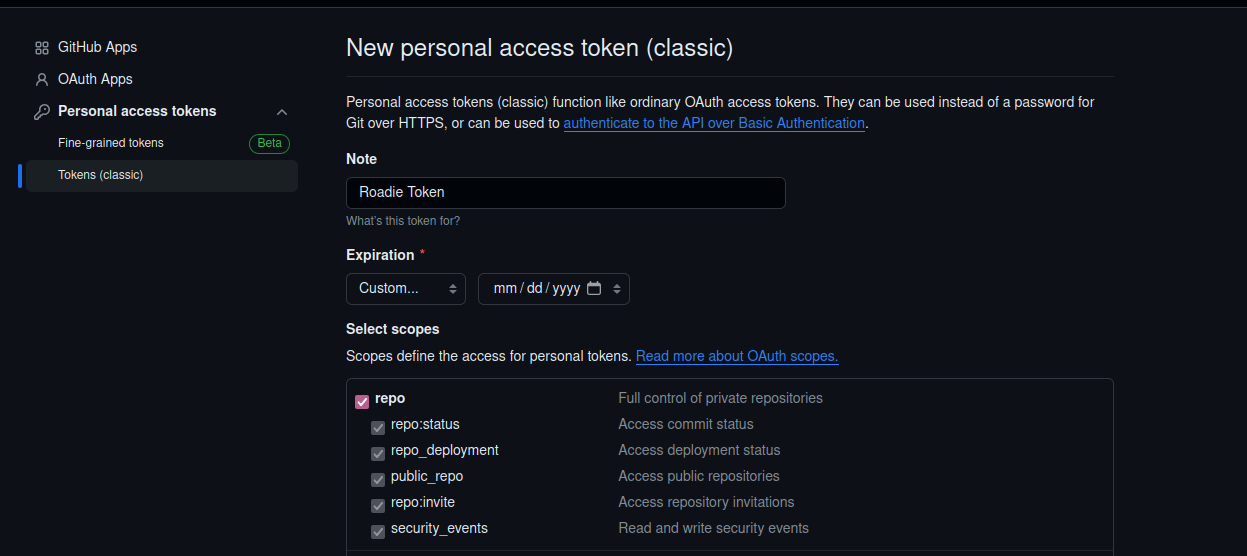 GitHub Apps
OAuth Apps
Personal access tokens
Fine-grained tokens
Beta
Tokens (classic)
New personal access token (classic)
Personal access tokens (classic) function like ordinary OAuth access tokens. They can be used instead of a password for
Git over HTTPS, or can be used to authenticate to the API over Basic Authentication.
Note
Roadie Token
What's this token for?
Expiration *
Custom... mm / dd / yyyy
Select scopes
Scopes define the access for personal tokens. Read more about OAuth scopes.
repo Full control of private repositories
repo:status Access commit status
repo_deployment Access deployment status
public_repo Access public repositories
repo:invite Access repository invitations
security_events Read and write security events